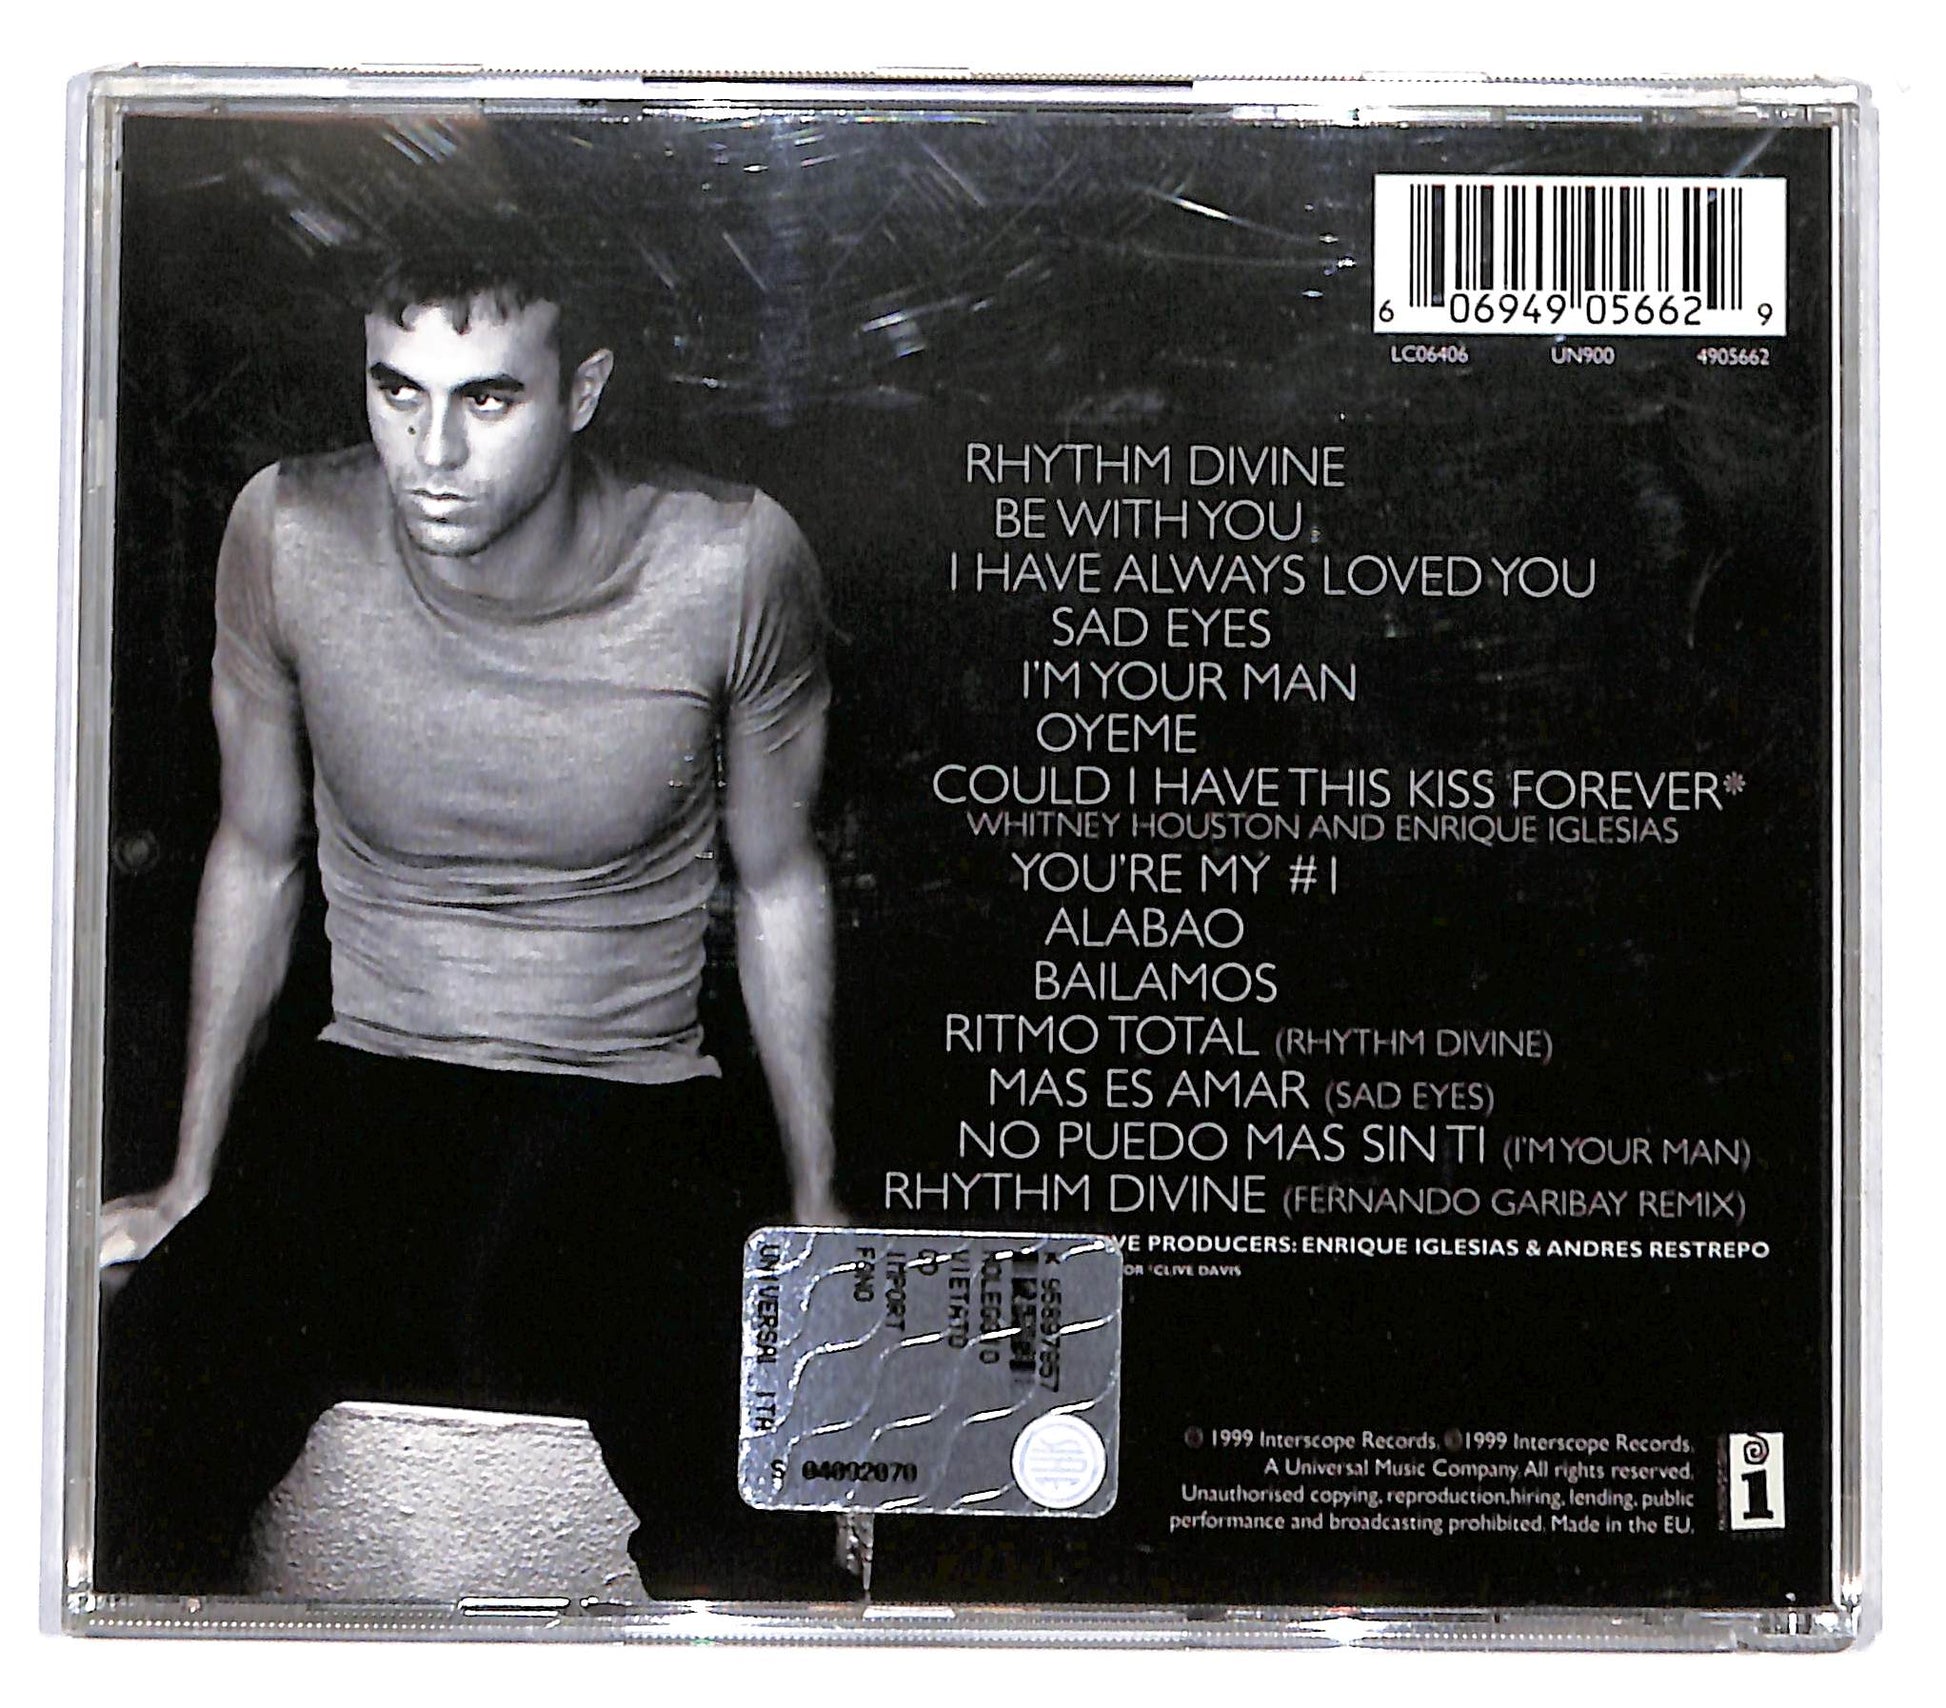 6 06949 05662 9
LC06406 UN900 4905662
RHYTHM DIVINE
BE WITH YOU
I HAVE ALWAYS LOVED YOU
SAD EYES
I'M YOUR MAN
OYEME
COULD I HAVE THIS KISS FOREVER*
WHITNEY HOUSTON AND ENRIQUE IGLESIAS
YOU'RE MY #1
ALABAO
BAILAMOS
RITMO TOTAL (RHYTHM DIVINE)
MAS ES AMAR (SAD EYES)
NO PUEDO MAS SIN TI (I'M YOUR MAN)
RHYTHM DIVINE (FERNANDO GARIBAY REMIX)
VE PRODUCERS: ENRIQUE IGLESIAS & ANDRES RESTREPO
OR *CLIVE DAVIS
NOLEGGIO
VIETATO
CD
IMPORT
FONO
UNIVERSAL ITA
S 04092070
℗ 1999 Interscope Records. © 1999 Interscope Records.
A Universal Music Company. All rights reserved.
Unauthorised copying, reproduction, hiring, lending, public
performance and broadcasting prohibited. Made in the EU.
i